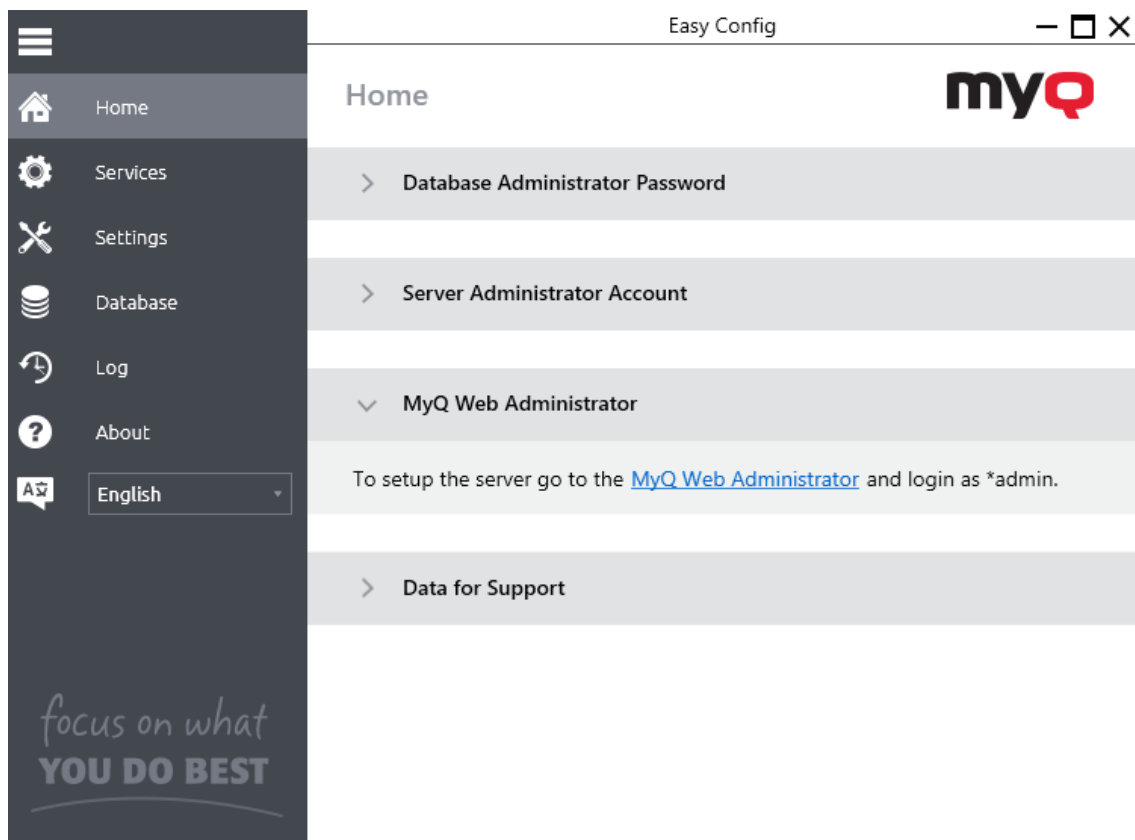 Easy Config
Home
Services
Settings
Database
Log
About
English
focus on what
YOU DO BEST
Home
myQ
Database Administrator Password
Server Administrator Account
MyQ Web Administrator
To setup the server go to the MyQ Web Administrator and login as *admin.
Data for Support